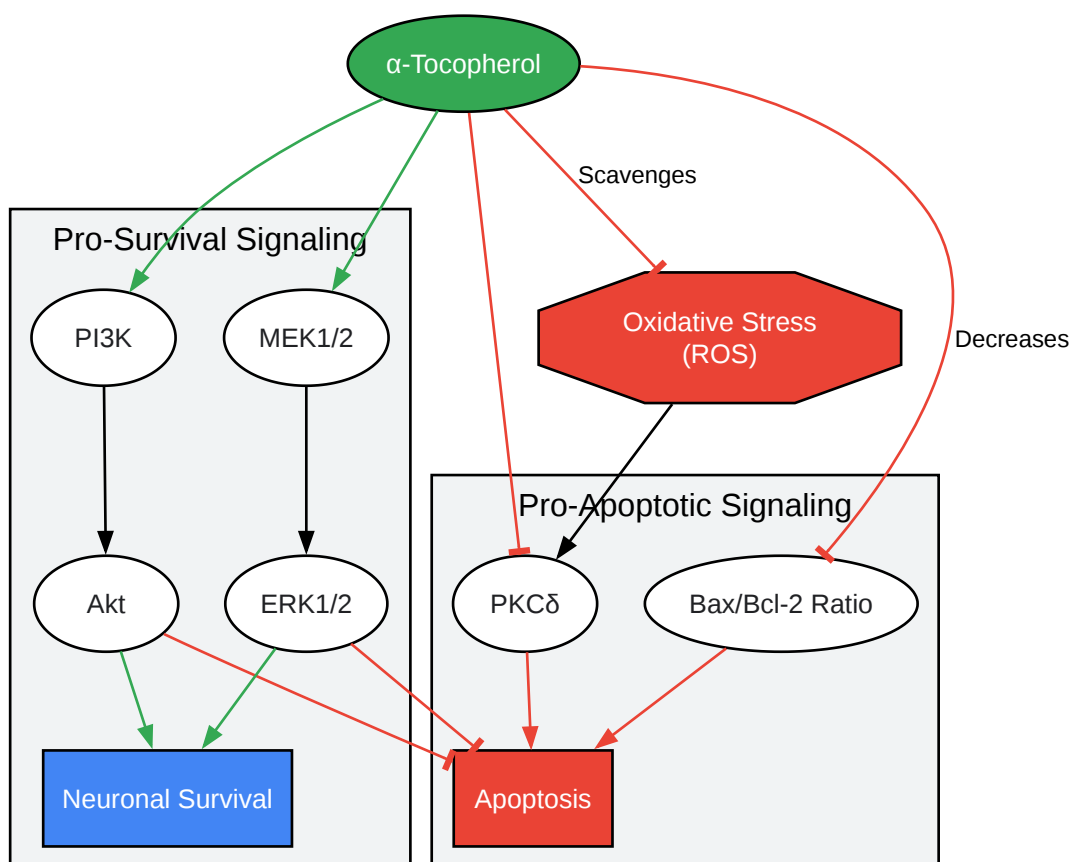 α-Tocopherol
Scavenges
Pro-Survival Signaling
PI3K
MEK1/2
Oxidative Stress
(ROS)
Decreases
Pro-Apoptotic Signaling
Akt
ERK1/2
PKCδ
Bax/Bcl-2 Ratio
Neuronal Survival
Apoptosis